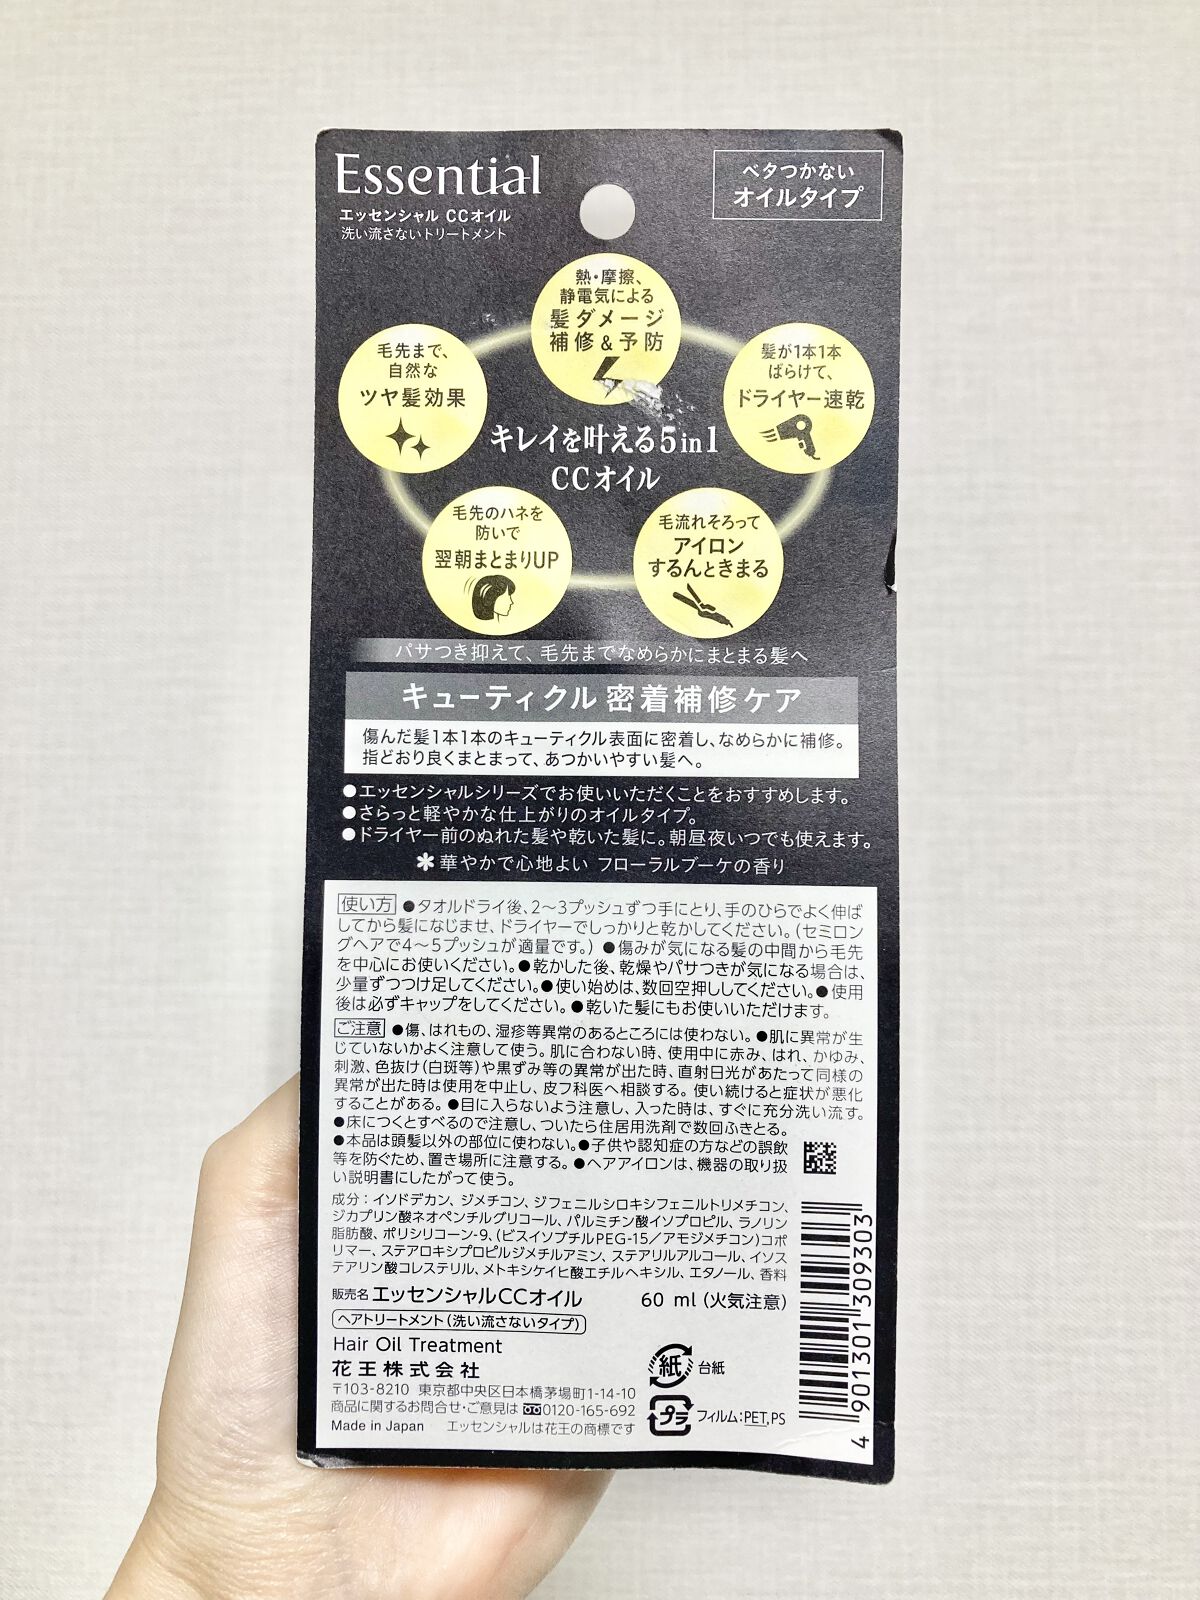 Essential
エッセンシャル CCオイル
洗い流さないトリートメント
ベタつかない
オイルタイプ
熱・摩擦、
静電気による
髪ダメージ
補修&予防
毛先まで、
自然な
ツヤ髪効果
髪が1本1本
ばらけて、
ドライヤー速乾
キレイを叶える5in1
CCオイル
毛先のハネを
防いで
翌朝まとまりUP
毛流れそろって
アイロン
するんときまる
パサつき抑えて、毛先までなめらかにまとまる髪へ
キューティクル 密着補修ケア
傷んだ髪1本1本のキューティクル表面に密着し、なめらかに補修。
指どおり良くまとまって、あつかいやすい髪へ。
●エッセンシャルシリーズでお使いいただくことをおすすめします。
●さらっと軽やかな仕上がりのオイルタイプ。
●ドライヤー前のぬれた髪や乾いた髪に。朝昼夜いつでも使えます。
✻華やかで心地よい フローラルブーケの香り
使い方 ●タオルドライ後、2〜3プッシュずつ手にとり、手のひらでよく伸ば
してから髪になじませ、ドライヤーでしっかりと乾かしてください。(セミロン
グヘアで4〜5プッシュが適量です。) ●傷みが気になる髪の中間から毛先
を中心にお使いください。●乾かした後、乾燥やパサつきが気になる場合は、
少量ずつつけ足してください。●使い始めは、数回空押ししてください。●使用
後は必ずキャップをしてください。●乾いた髪にもお使いいただけます。
ご注意 ●傷、はれもの、湿疹等異常のあるところには使わない。●肌に異常が生
じていないかよく注意して使う。肌に合わない時、使用中に赤み、はれ、かゆみ、
刺激、色抜け(白斑等)や黒ずみ等の異常が出た時、直射日光があたって同様の
異常が出た時は使用を中止し、皮フ科医へ相談する。使い続けると症状が悪化
することがある。●目に入らないよう注意し、入った時は、すぐに充分洗い流す。
●床につくとすべるので注意し、ついたら住居用洗剤で数回ふきとる。
●本品は頭髪以外の部位に使わない。●子供や認知症の方などの誤飲
等を防ぐため、置き場所に注意する。●ヘアアイロンは、機器の取り扱
い説明書にしたがって使う。
成分:イソドデカン、ジメチコン、ジフェニルシロキシフェニルトリメチコン、
ジカプリン酸ネオペンチルグリコール、パルミチン酸イソプロピル、ラノリン
脂肪酸、ポリシリコーン-9、(ビスイソブチルPEG-15/アモジメチコン)コポ
リマー、ステアロキシプロピルジメチルアミン、ステアリルアルコール、イソス
テアリン酸コレステリル、メトキシケイヒ酸エチルヘキシル、エタノール、香料
販売名 エッセンシャルCCオイル 60 ml (火気注意)
ヘアトリートメント(洗い流さないタイプ)
Hair Oil Treatment
花王株式会社
〒103-8210 東京都中央区日本橋茅場町1-14-10
商品に関するお問合せ・ご意見は 0120-165-692
Made in Japan エッセンシャルは花王の商標です
紙 台紙
プラ フィルム:PET,PS
4 901301 309303